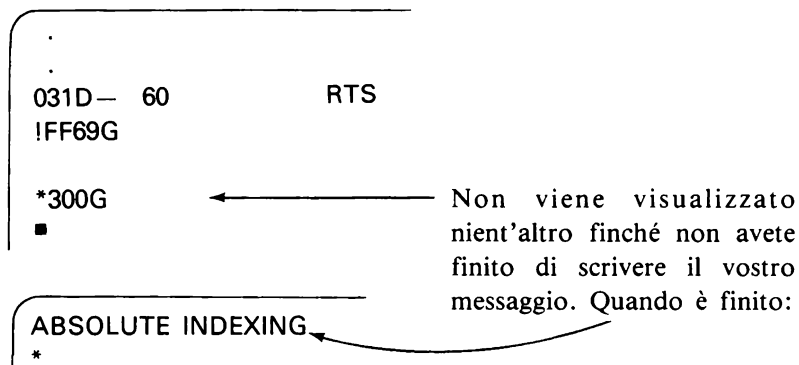 .
.
031D— 60 RTS
!FF69G
*300G
Non viene visualizzato
nient'altro finché non avete
finito di scrivere il vostro
messaggio. Quando è finito:
ABSOLUTE INDEXING
*